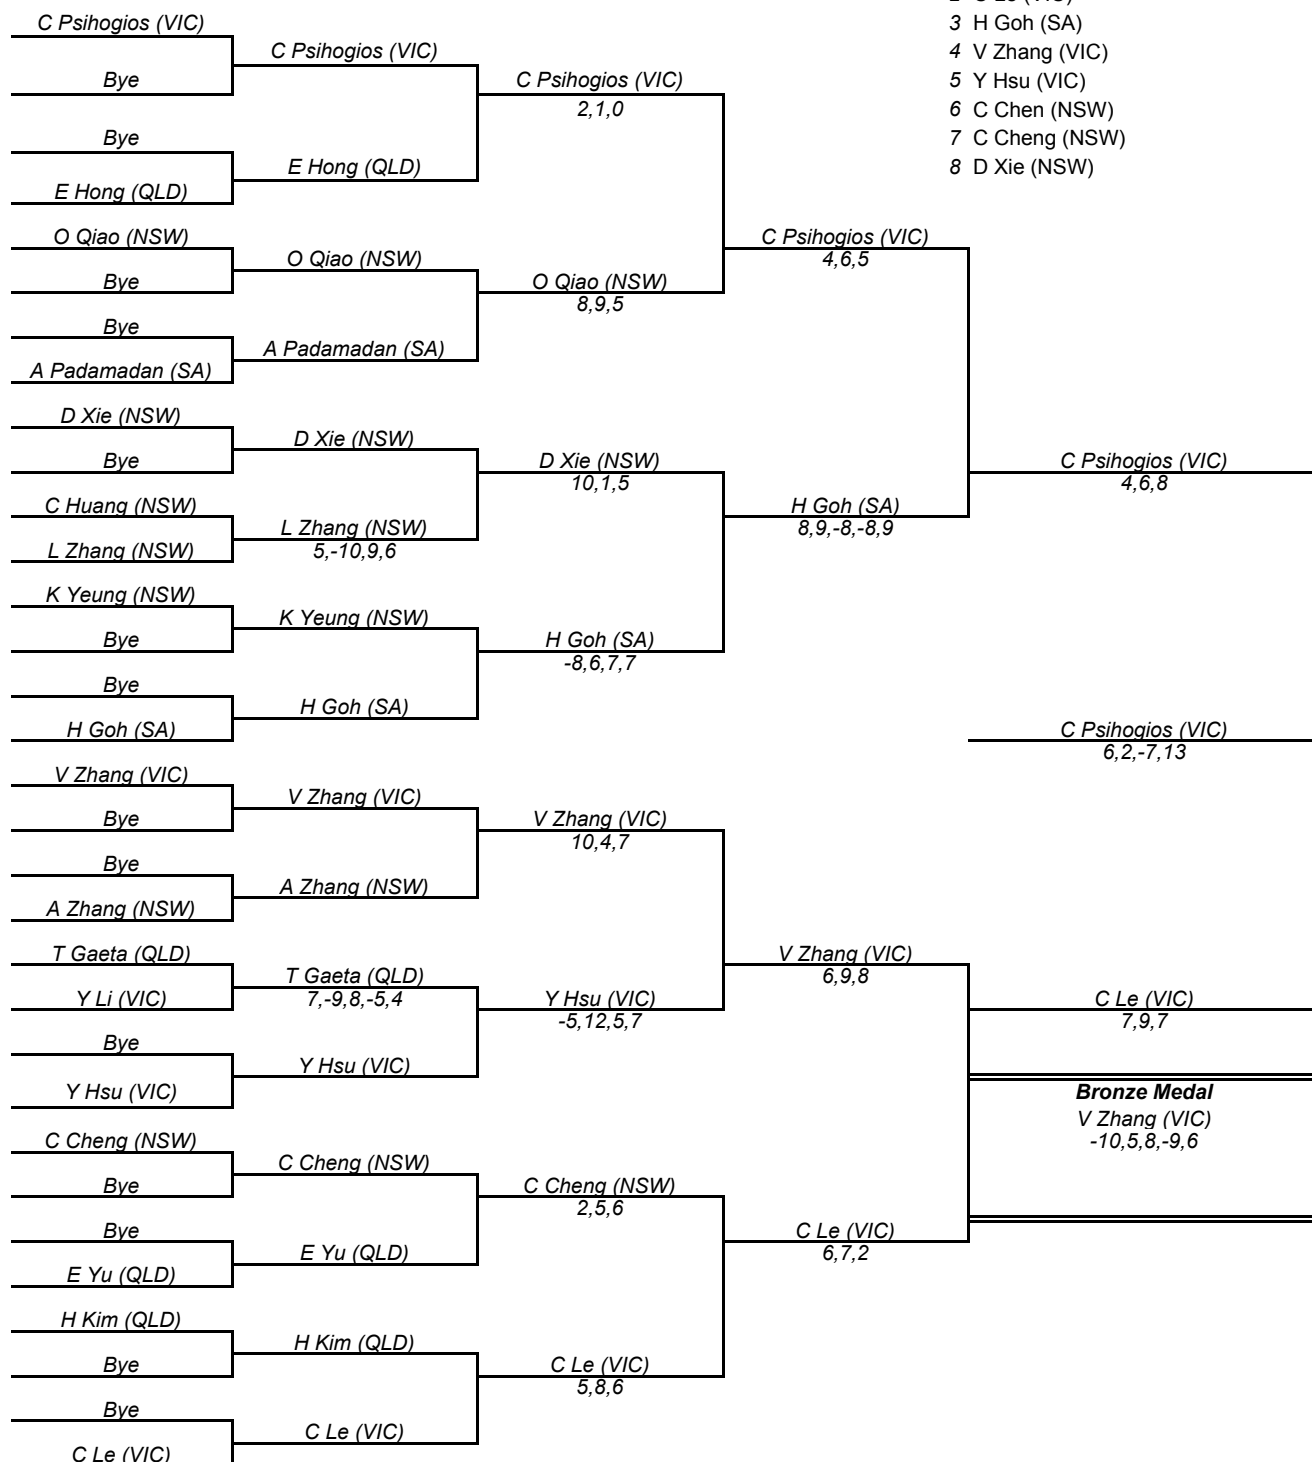 C Psihogios (VIC)
Bye
Bye
E Hong (QLD)
O Qiao (NSW)
Bye
Bye
A Padamadan (SA)
D Xie (NSW)
Bye
C Huang (NSW)
L Zhang (NSW)
K Yeung (NSW)
Bye
Bye
H Goh (SA)
V Zhang (VIC)
Bye
Bye
A Zhang (NSW)
T Gaeta (QLD)
Y Li (VIC)
Bye
Y Hsu (VIC)
C Cheng (NSW)
Bye
Bye
E Yu (QLD)
H Kim (QLD)
Bye
Bye
C Le (VIC)
C Psihogios (VIC)
E Hong (QLD)
O Qiao (NSW)
A Padamadan (SA)
D Xie (NSW)
L Zhang (NSW)
5,-10,9,6
K Yeung (NSW)
H Goh (SA)
V Zhang (VIC)
A Zhang (NSW)
T Gaeta (QLD)
7,-9,8,-5,4
Y Hsu (VIC)
C Cheng (NSW)
E Yu (QLD)
H Kim (QLD)
C Le (VIC)
C Psihogios (VIC)
2,1,0
O Qiao (NSW)
8,9,5
D Xie (NSW)
10,1,5
H Goh (SA)
-8,6,7,7
V Zhang (VIC)
10,4,7
Y Hsu (VIC)
-5,12,5,7
C Cheng (NSW)
2,5,6
C Le (VIC)
5,8,6
C Psihogios (VIC)
4,6,5
H Goh (SA)
8,9,-8,-8,9
V Zhang (VIC)
6,9,8
C Le (VIC)
6,7,2
3 H Goh (SA)
4 V Zhang (VIC)
5 Y Hsu (VIC)
6 C Chen (NSW)
7 C Cheng (NSW)
8 D Xie (NSW)
C Psihogios (VIC)
4,6,8
C Psihogios (VIC)
6,2,-7,13
C Le (VIC)
7,9,7
Bronze Medal
V Zhang (VIC)
-10,5,8,-9,6